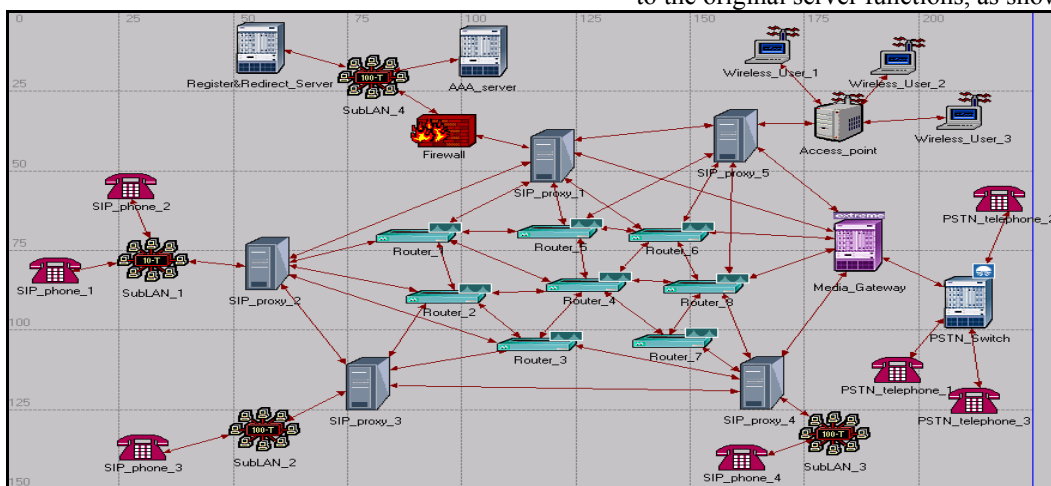 to the original server functions, as show
0 25 50 75 100 125 150 175 200
25
50
75
100
125
150
Register&Redirect_Server
100-T
SubLAN_4
AAA_server
Firewall
Wireless_User_1
Wireless_User_2
Wireless_User_3
Access_point
SIP_proxy_1
SIP_proxy_5
SIP_phone_2
SIP_phone_1
10-T
SubLAN_1
SIP_proxy_2
Router_1
Router_5
Router_6
Router_2
Router_4
Router_8
Router_3
Router_7
extreme
Media_Gateway
PSTN_telephone_2
PSTN_Switch
PSTN_telephone_1
PSTN_telephone_3
SIP_proxy_3
SIP_proxy_4
100-T
SubLAN_2
SIP_phone_3
100-T
SubLAN_3
SIP_phone_4